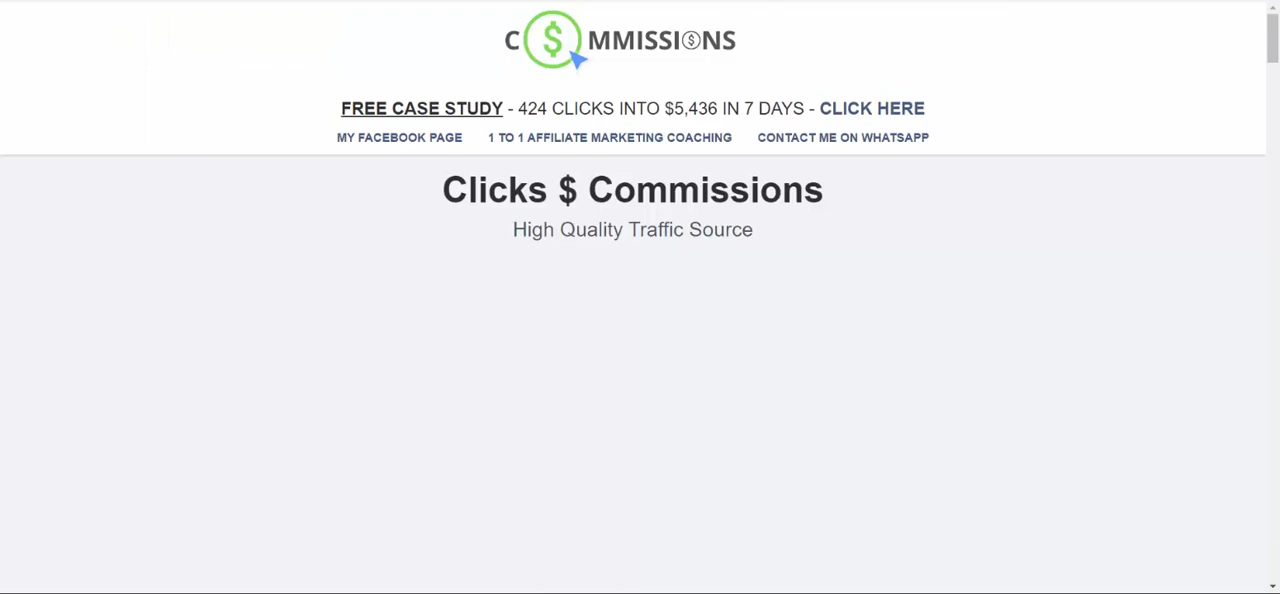 C$MMISSI$NS
FREE CASE STUDY - 424 CLICKS INTO $5,436 IN 7 DAYS - CLICK HERE
MY FACEBOOK PAGE 1 TO 1 AFFILIATE MARKETING COACHING CONTACT ME ON WHATSAPP
Clicks $ Commissions
High Quality Traffic Source